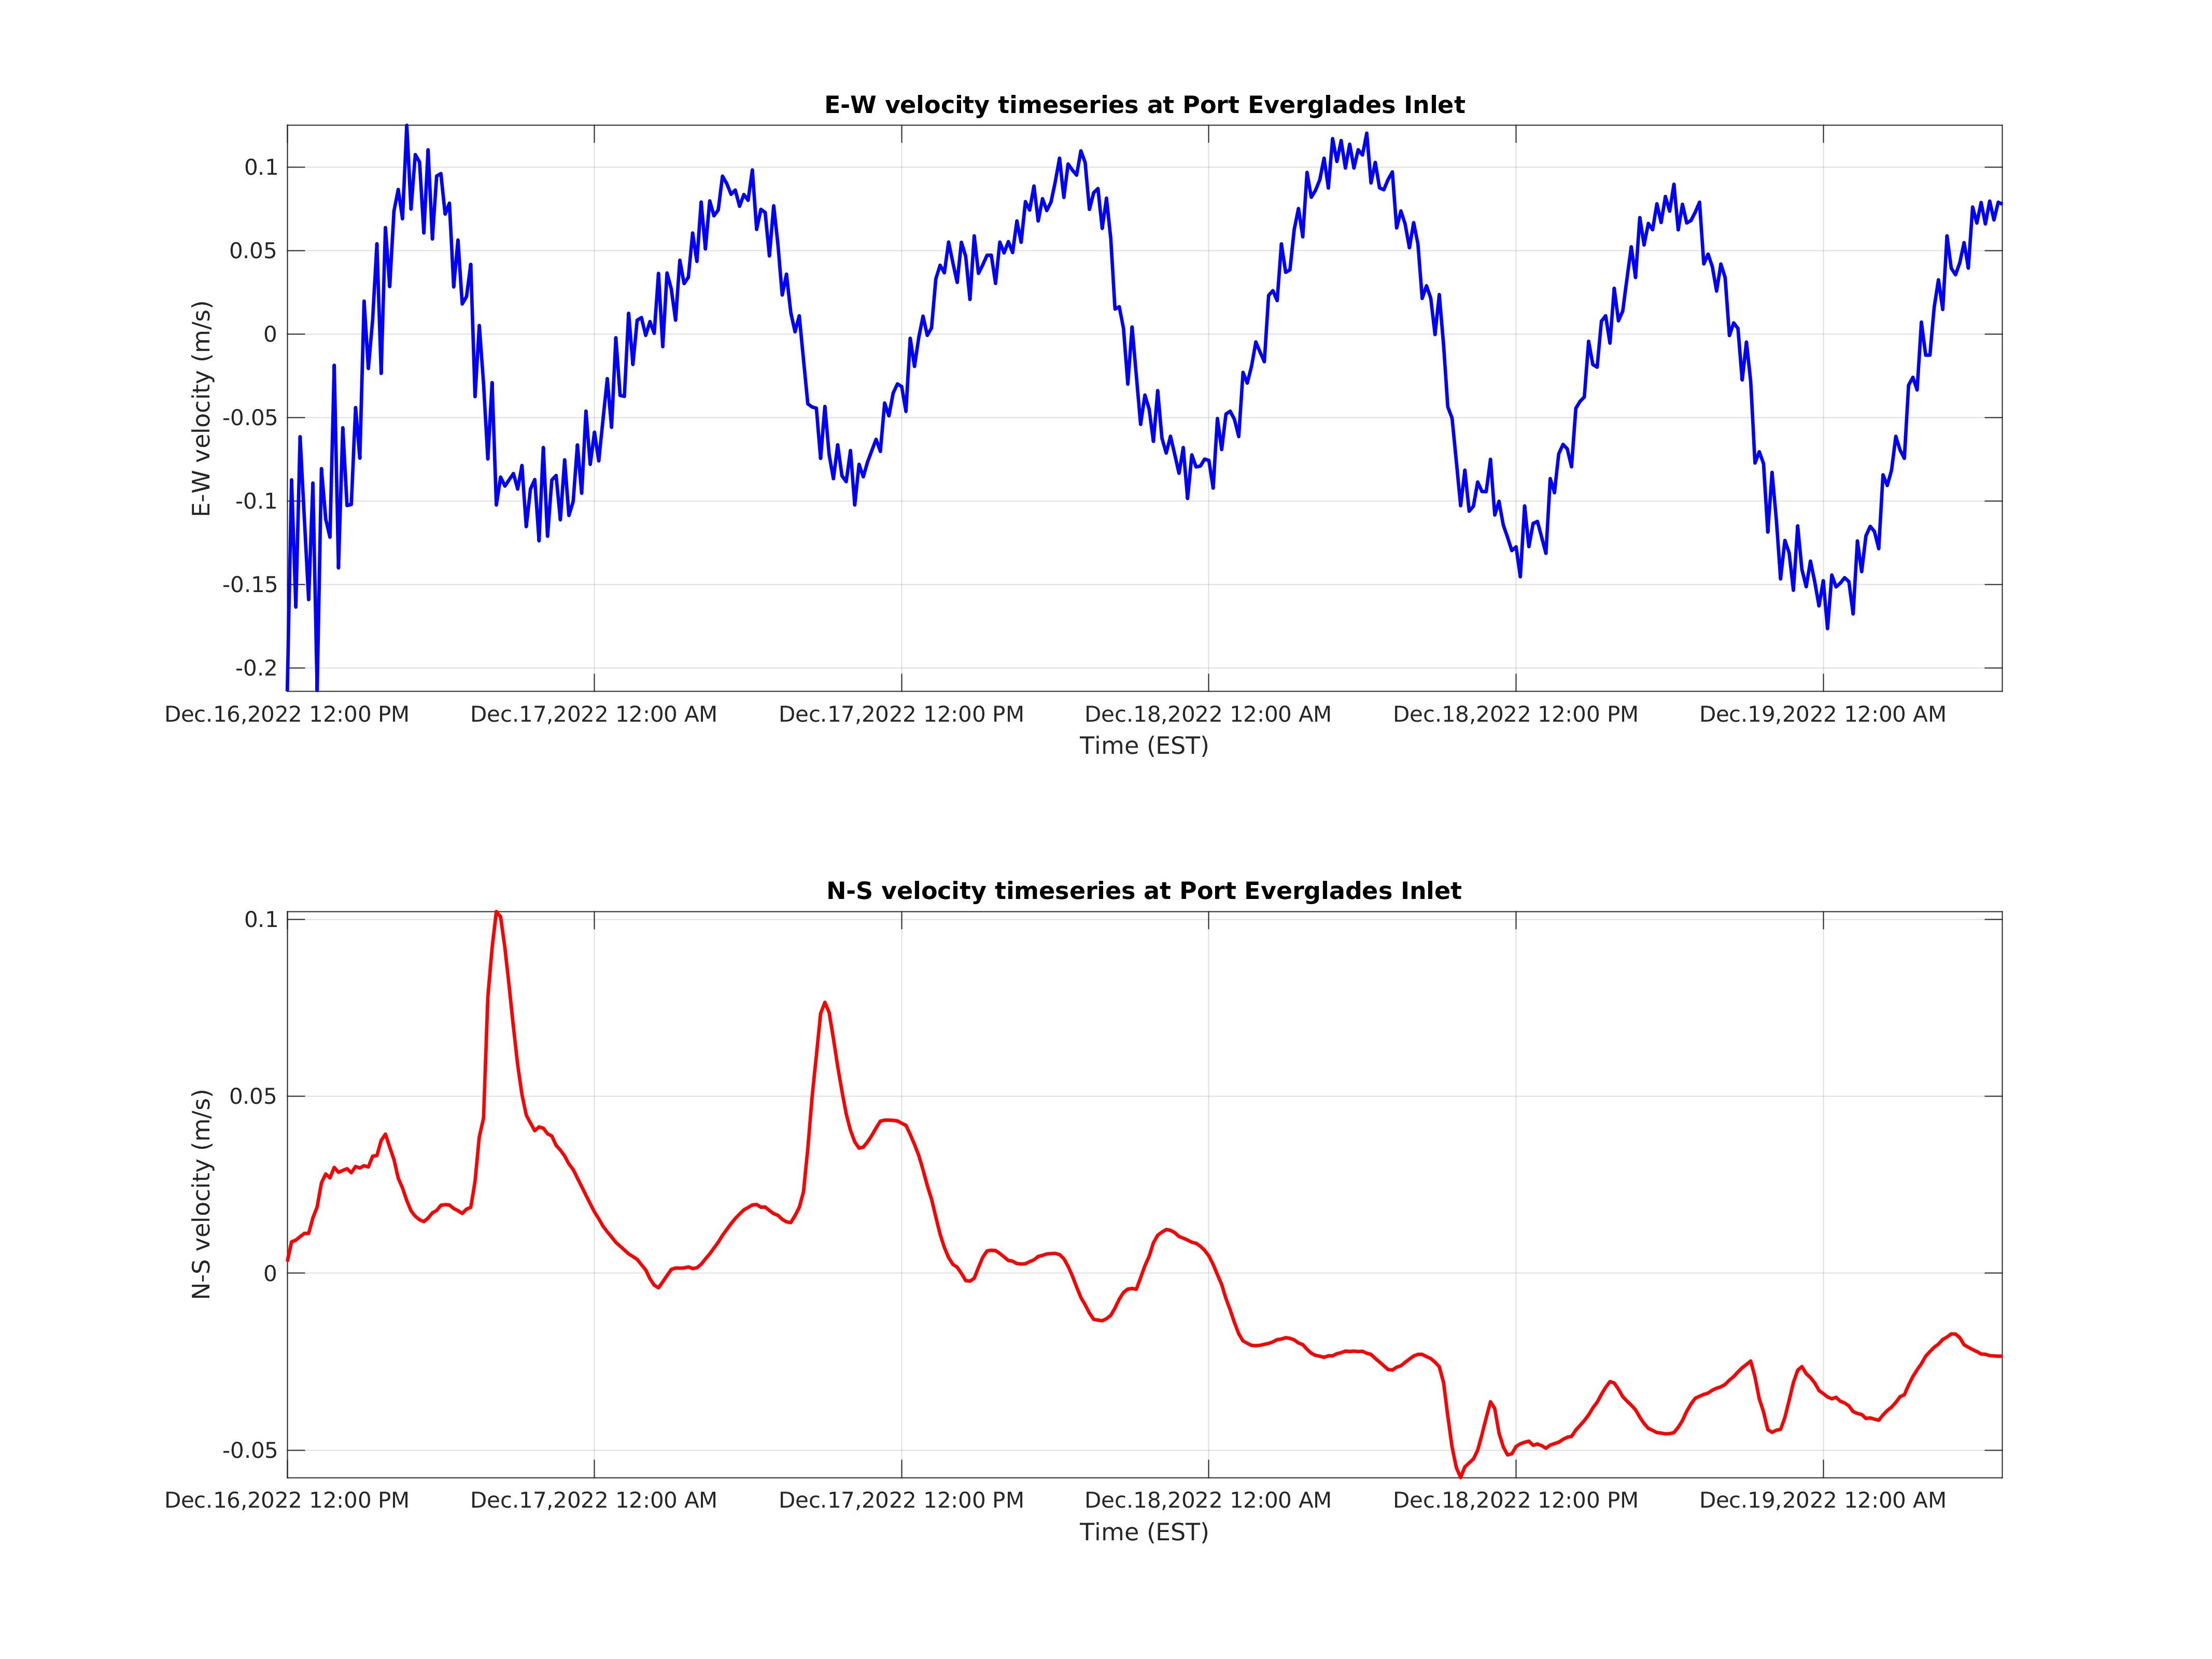 E-W velocity timeseries at Port Everglades Inlet
E-W velocity (m/s)
0.1
0.05
0
-0.05
-0.1
-0.15
-0.2
Dec.16,2022 12:00 PM Dec.17,2022 12:00 AM Dec.17,2022 12:00 PM Dec.18,2022 12:00 AM Dec.18,2022 12:00 PM Dec.19,2022 12:00 AM
Time (EST)
N-S velocity timeseries at Port Everglades Inlet
N-S velocity (m/s)
0.1
0.05
0
-0.05
Dec.16,2022 12:00 PM Dec.17,2022 12:00 AM Dec.17,2022 12:00 PM Dec.18,2022 12:00 AM Dec.18,2022 12:00 PM Dec.19,2022 12:00 AM
Time (EST)